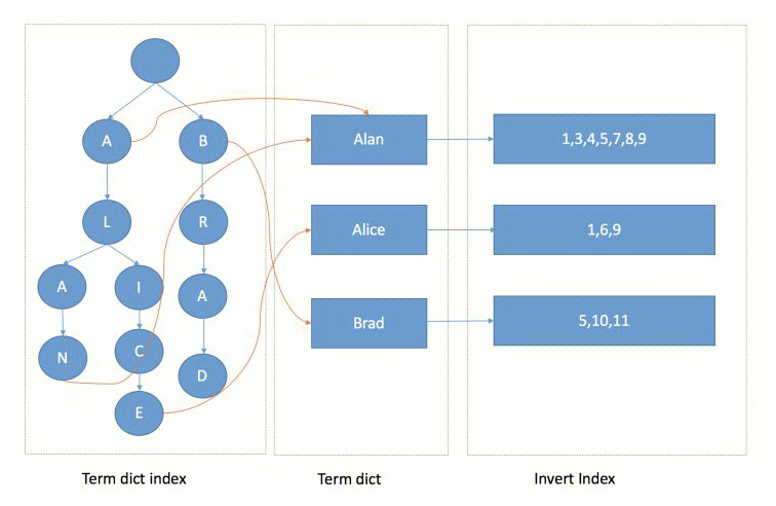 A
B
Alan
1,3,4,5,7,8,9
L
R
Alice
1,6,9
A
I
A
Brad
5,10,11
N
C
D
E
Term dict index
Term dict
Invert Index